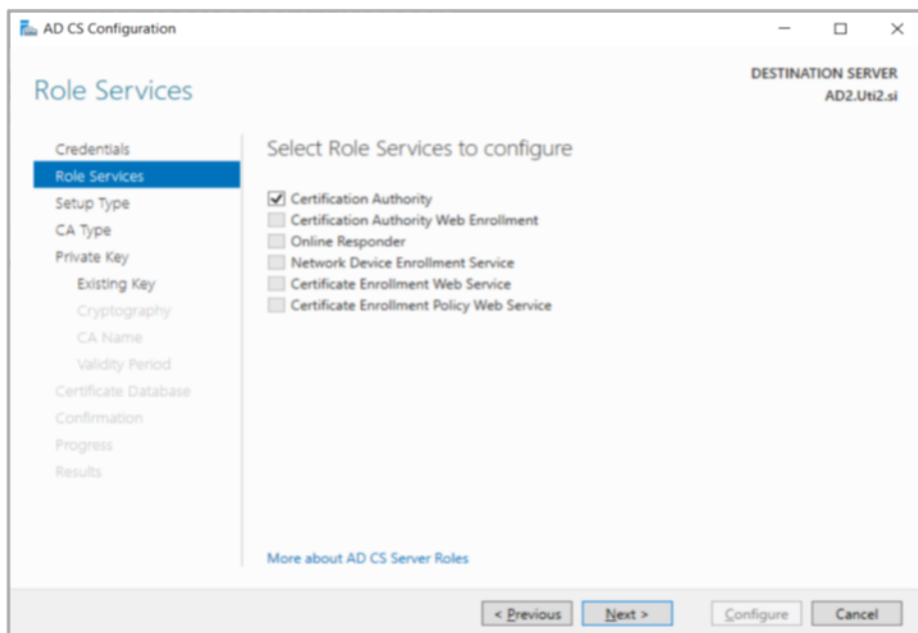 AD CS Configuration
Role Services
DESTINATION SERVER
AD2.Uti2.si
Credentials
Role Services
Setup Type
CA Type
Private Key
Existing Key
Cryptography
CA Name
Validity Period
Certificate Database
Confirmation
Progress
Results
Select Role Services to configure
Certification Authority
Certification Authority Web Enrollment
Online Responder
Network Device Enrollment Service
Certificate Enrollment Web Service
Certificate Enrollment Policy Web Service
More about AD CS Server Roles
< Previous
Next >
Configure
Cancel